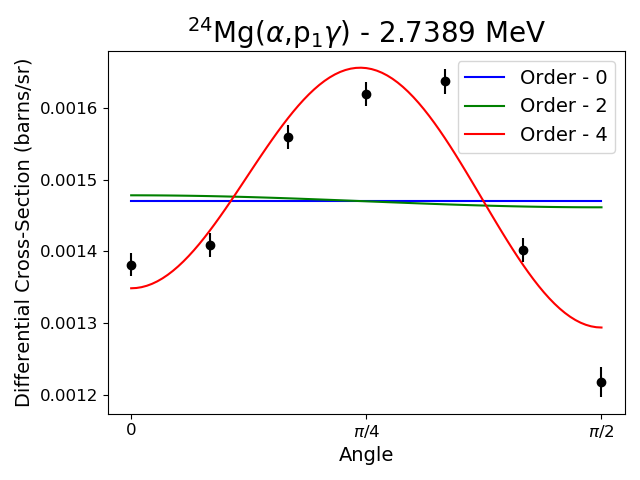 ²⁴Mg(α,p₁γ) - 2.7389 MeV
Differential Cross-Section (barns/sr)
0.0016
0.0015
0.0014
0.0013
0.0012
Order - 0
Order - 2
Order - 4
0
π/4
π/2
Angle